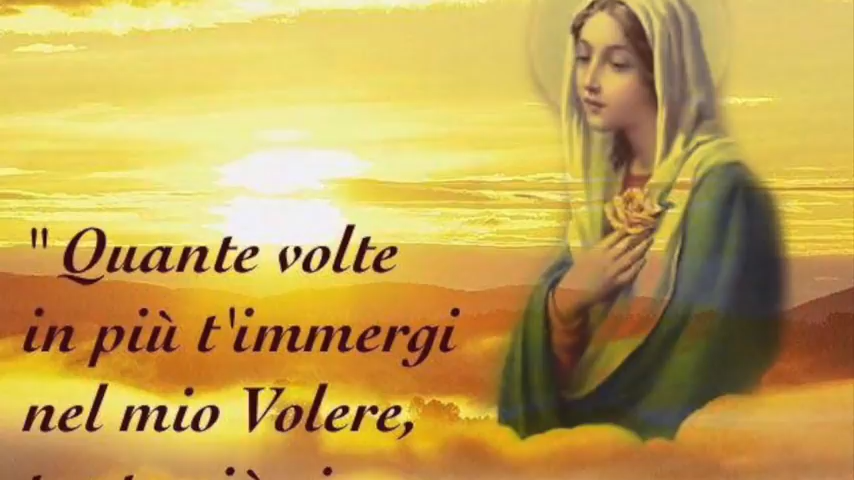 " Quante volte
in più t'immergi
nel mio Volere,